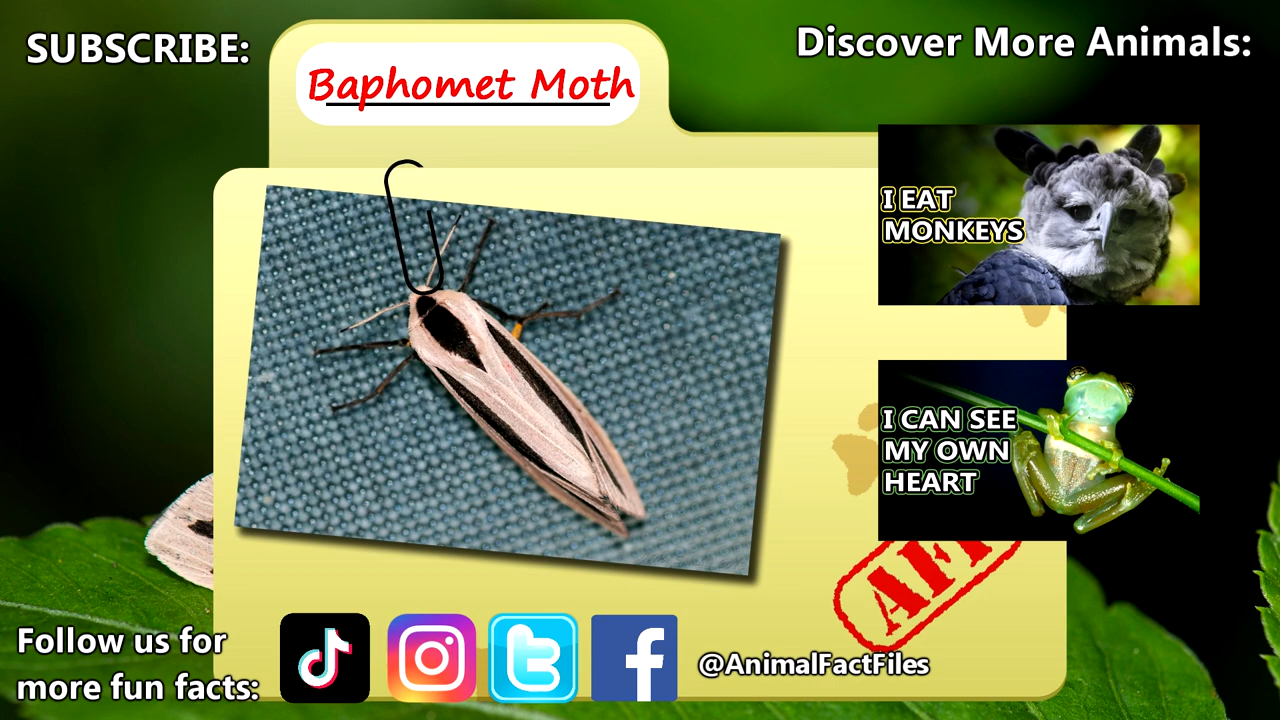 SUBSCRIBE:
Baphomet Moth
Discover More Animals:
I EAT
MONKEYS
I CAN SEE
MY OWN
HEART
AFF
Follow us for
more fun facts:
@AnimalFactFiles